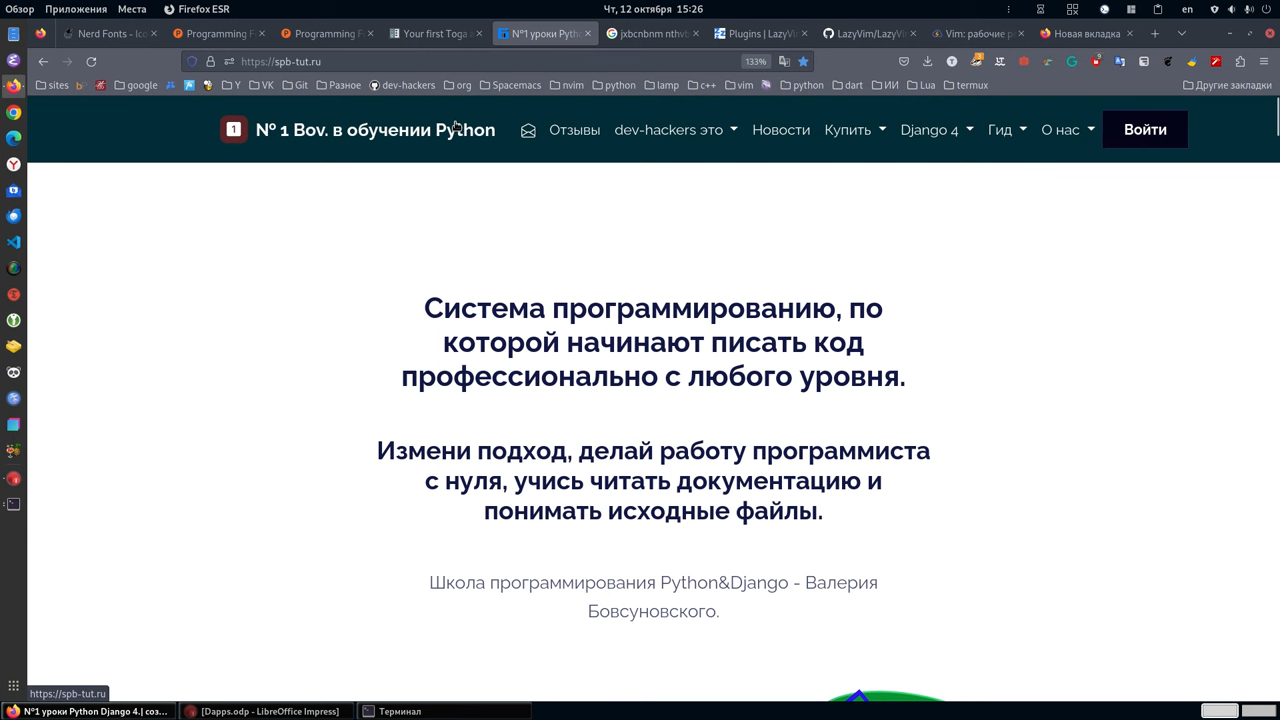 Обзор Приложения Места Firefox ESR Чт, 12 октября 15:26 en
Nerd Fonts - Ico Programming F Programming F Your first Toga a N°1 уроки Pytho jxbcnbnm nthvb Plugins | LazyVi LazyVim/LazyVi Vim: рабочие р Новая вкладка
https://spb-tut.ru 133%
sites google Y VK Git Разное dev-hackers org Spacemacs nvim python lamp c++ vim python dart ИИ Lua termux Другие закладки
1 № 1 Bov. в обучении Python Отзывы dev-hackers это Новости Купить Django 4 Гид О нас Войти
Система программированию, по
которой начинают писать код
профессионально с любого уровня.
Измени подход, делай работу программиста
с нуля, учись читать документацию и
понимать исходные файлы.
Школа программирования Python&Django - Валерия
Бовсуновского.
https://spb-tut.ru
N°1 уроки Python Django 4.| соз... [Dapps.odp - LibreOffice Impress] Терминал